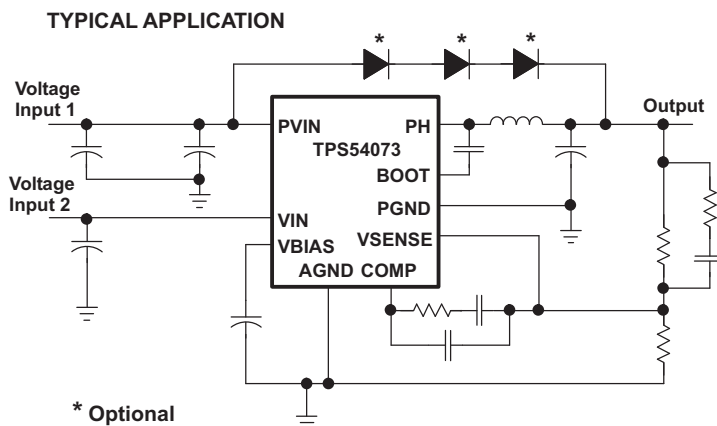 TYPICAL APPLICATION
* * *
Voltage
Input 1
Output
PVIN PH
TPS54073
BOOT
Voltage
Input 2
PGND
VIN
VSENSE
VBIAS
AGND COMP
* Optional